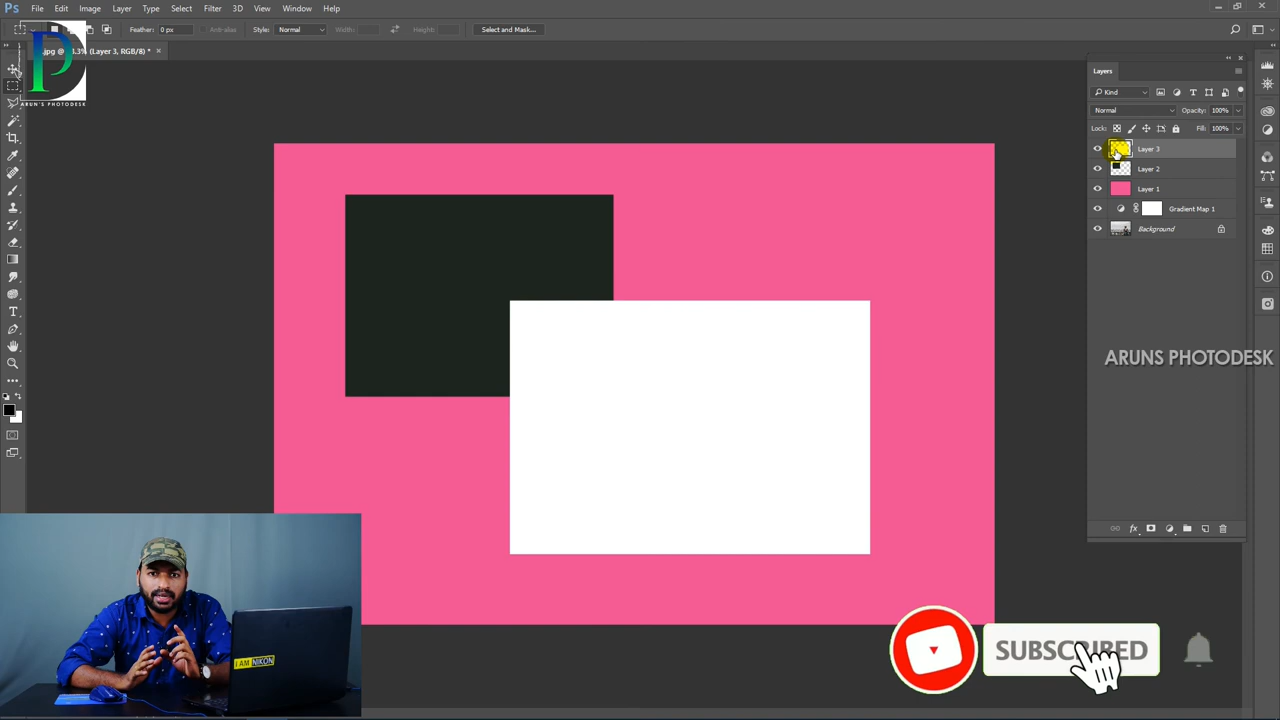 Ps File Edit Image Layer Type Select Filter 3D View Window Help
Feather: 0 px Anti-alias Style: Normal Width: Height: Select and Mask...
.jpg @ (Layer 3, RGB/8) *
ARUN'S PHOTODESK
Layers
Kind
Normal Opacity: 100%
Lock: Fill: 100%
Layer 3
Layer 2
Layer 1
Gradient Map 1
Background
fx
ARUNS PHOTODESK
I AM NIKON
SUBSCRIBED